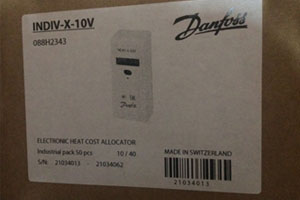 INDIV-X-10V
088H2343
Danfoss
ELECTRONIC HEAT COST ALLOCATOR
Industrial pack 50 pcs 10 / 40
S/N: 21034013 - 21034062
MADE IN SWITZERLAND
21034013